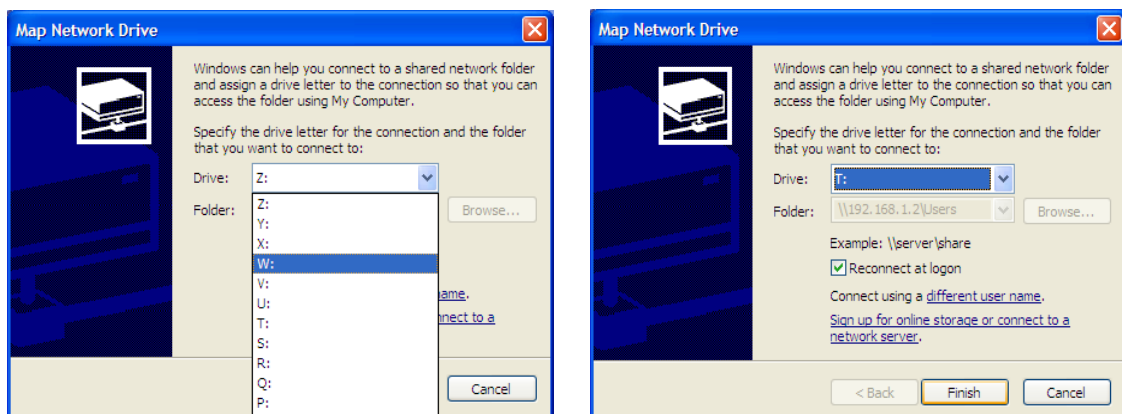 Map Network Drive
Windows can help you connect to a shared network folder
and assign a drive letter to the connection so that you can
access the folder using My Computer.
Specify the drive letter for the connection and the folder
that you want to connect to:
Drive: Z:
Folder: Browse...
Z:
Y:
X:
W:
V:
U:
T:
S:
R:
Q:
P:
ame.
nnect to a
Cancel
Map Network Drive
Windows can help you connect to a shared network folder
and assign a drive letter to the connection so that you can
access the folder using My Computer.
Specify the drive letter for the connection and the folder
that you want to connect to:
Drive: T:
Folder: \\192.168.1.2\Users Browse...
Example: \\server\share
Reconnect at logon
Connect using a different user name.
Sign up for online storage or connect to a
network server.
< Back Finish Cancel